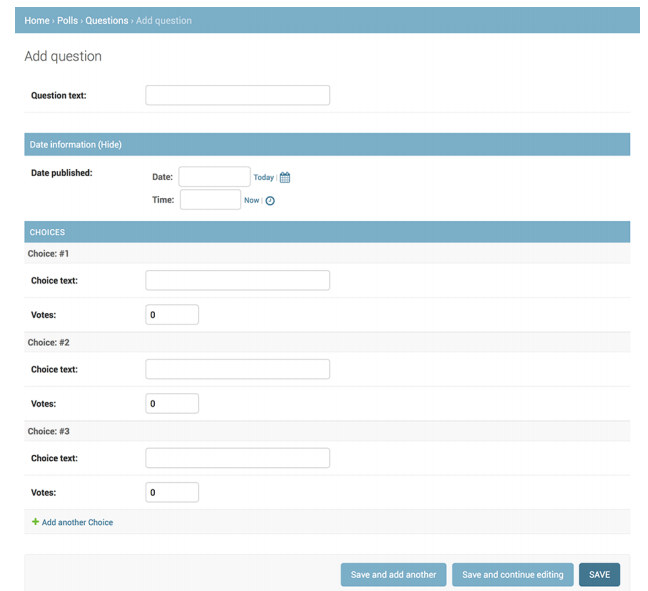 Home › Polls › Questions › Add question
Add question
Question text:
Date information (Hide)
Date published:
Date: Today |
Time: Now |
CHOICES
Choice: #1
Choice text:
Votes: 0
Choice: #2
Choice text:
Votes: 0
Choice: #3
Choice text:
Votes: 0
+ Add another Choice
Save and add another Save and continue editing SAVE